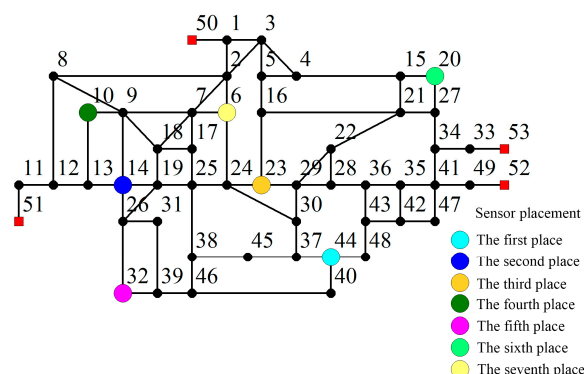 50 1 3
8 2 5 4 15 20
10 9 7 6 16 21 27
18 17 22 34 33 53
11 12 13 14 19 25 24 23 29 28 36 35 41 49 52
51 26 31 30 43 42 47
Sensor placement
38 45 37 44 48
The first place
32 39 46 40
The second place
The third place
The fourth place
The fifth place
The sixth place
The seventh place